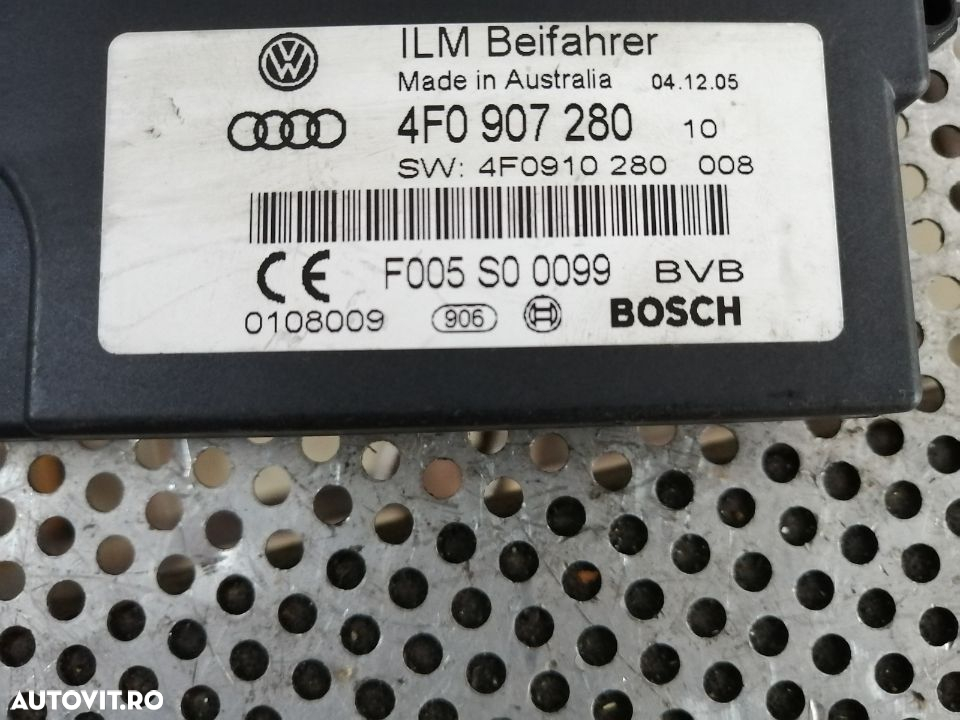 ILM Beifahrer
Made in Australia 04.12.05
4F0 907 280 10
SW: 4F0910 280 008
CE F005 S0 0099 BVB
0108009 906 BOSCH
AUTOVIT.RO